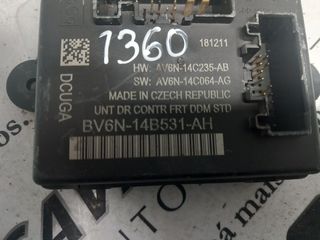 1360
181211
HW: AV6N-14C235-AB
SW: AV6N-14C064-AG
MADE IN CZECH REPUBLIC
UNT DR CONTR FRT DDM STD
BV6N-14B531-AH
DCUGA